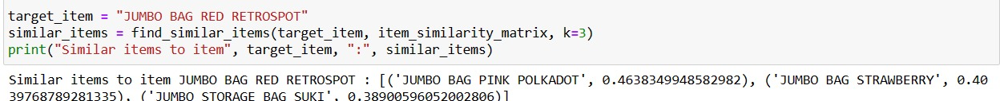 target_item = "JUMBO BAG RED RETROSPOT"
similar_items = find_similar_items(target_item, item_similarity_matrix, k=3)
print("Similar items to item", target_item, ":", similar_items)
Similar items to item JUMBO BAG RED RETROSPOT : [('JUMBO BAG PINK POLKADOT', 0.4638349948582982), ('JUMBO BAG STRAWBERRY', 0.40
39768789281335), ('JUMBO STORAGE BAG SUKI', 0.38900596052002806)]